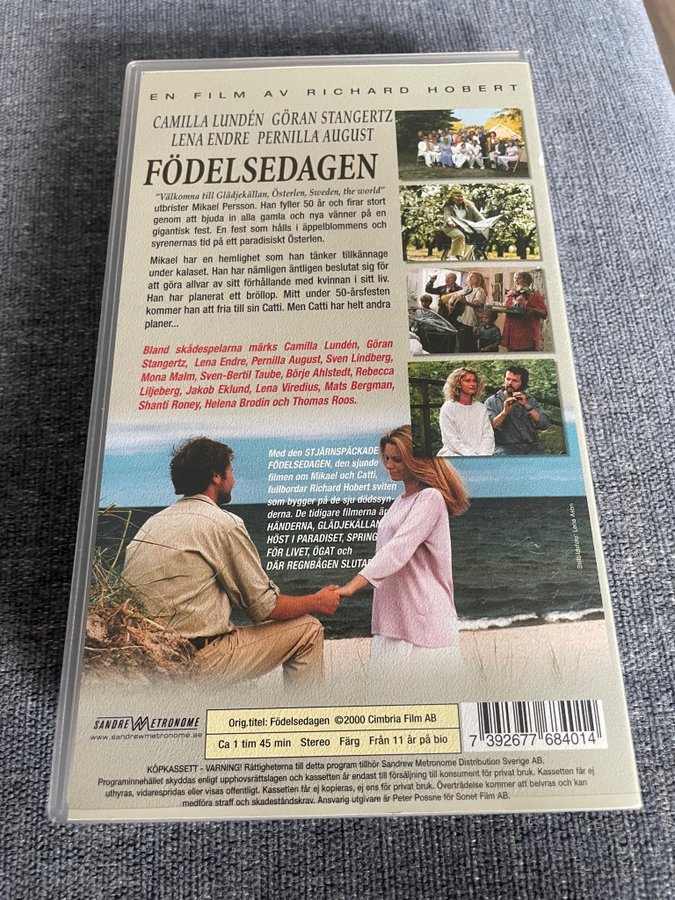 EN FILM AV RICHARD HOBERT
CAMILLA LUNDÉN GÖRAN STANGERTZ
LENA ENDRE PERNILLA AUGUST
FÖDELSEDAGEN
"Välkomna till Glädjekällan, Österlen, Sweden, the world"
utbrister Mikael Persson. Han fyller 50 år och firar stort
genom att bjuda in alla gamla och nya vänner på en
gigantisk fest. En fest som hålls i äppelblommens och
syrenernas tid på ett paradisiskt Österlen.
Mikael har en hemlighet som han tänker tillkännage
under kalaset. Han har nämligen äntligen beslutat sig för
att göra allvar av sitt förhållande med kvinnan i sitt liv.
Han har planerat ett bröllop. Mitt under 50-årsfesten
kommer han att fria till sin Catti. Men Catti har helt andra
planer...
Bland skådespelarna märks Camilla Lundén, Göran
Stangertz, Lena Endre, Pernilla August, Sven Lindberg,
Mona Malm, Sven-Bertil Taube, Börje Ahlstedt, Rebecca
Liljeberg, Jakob Eklund, Lena Viredius, Mats Bergman,
Shanti Roney, Helena Brodin och Thomas Roos.
Med den STJÄRNSPÄCKADE
FÖDELSEDAGEN, den sjunde
filmen om Mikael och Catti,
fullbordar Richard Hobert sviten
som bygger på de sju dödssyn-
derna. De tidigare filmerna är
HÄNDERNA, GLÄDJEKÄLLAN,
HÖST I PARADISET, SPRING
FÖR LIVET, ÖGAT och
DÄR REGNBÅGEN SLUTAR
SANDREW METRONOME
www.sandrewmetronome.se
Orig.titel: Födelsedagen ©2000 Cimbria Film AB
Ca 1 tim 45 min Stereo Färg Från 11 år på bio
7 392677 684014
KÖPKASSETT - VARNING! Rättigheterna till detta program tillhör Sandrew Metronome Distribution Sverige AB.
Programinnehållet skyddas enligt upphovsrättslagen och kassetten är endast till försäljning till konsument för privat bruk. Kassetten får ej
uthyras, vidarespridas eller visas offentligt. Kassetten får ej kopieras, ej ens för privat bruk. Överträdelse kommer att beivras och kan
medföra straff och skadeståndskrav. Ansvarig utgivare är Peter Possne för Sonet Film AB.